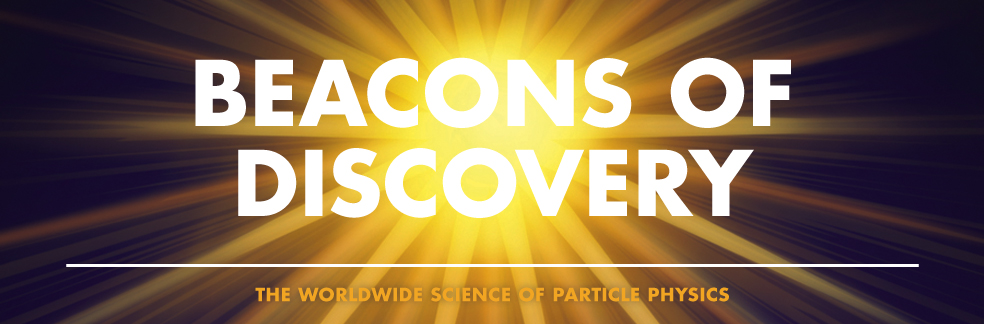 BEACONS OF
DISCOVERY
THE WORLDWIDE SCIENCE OF PARTICLE PHYSICS